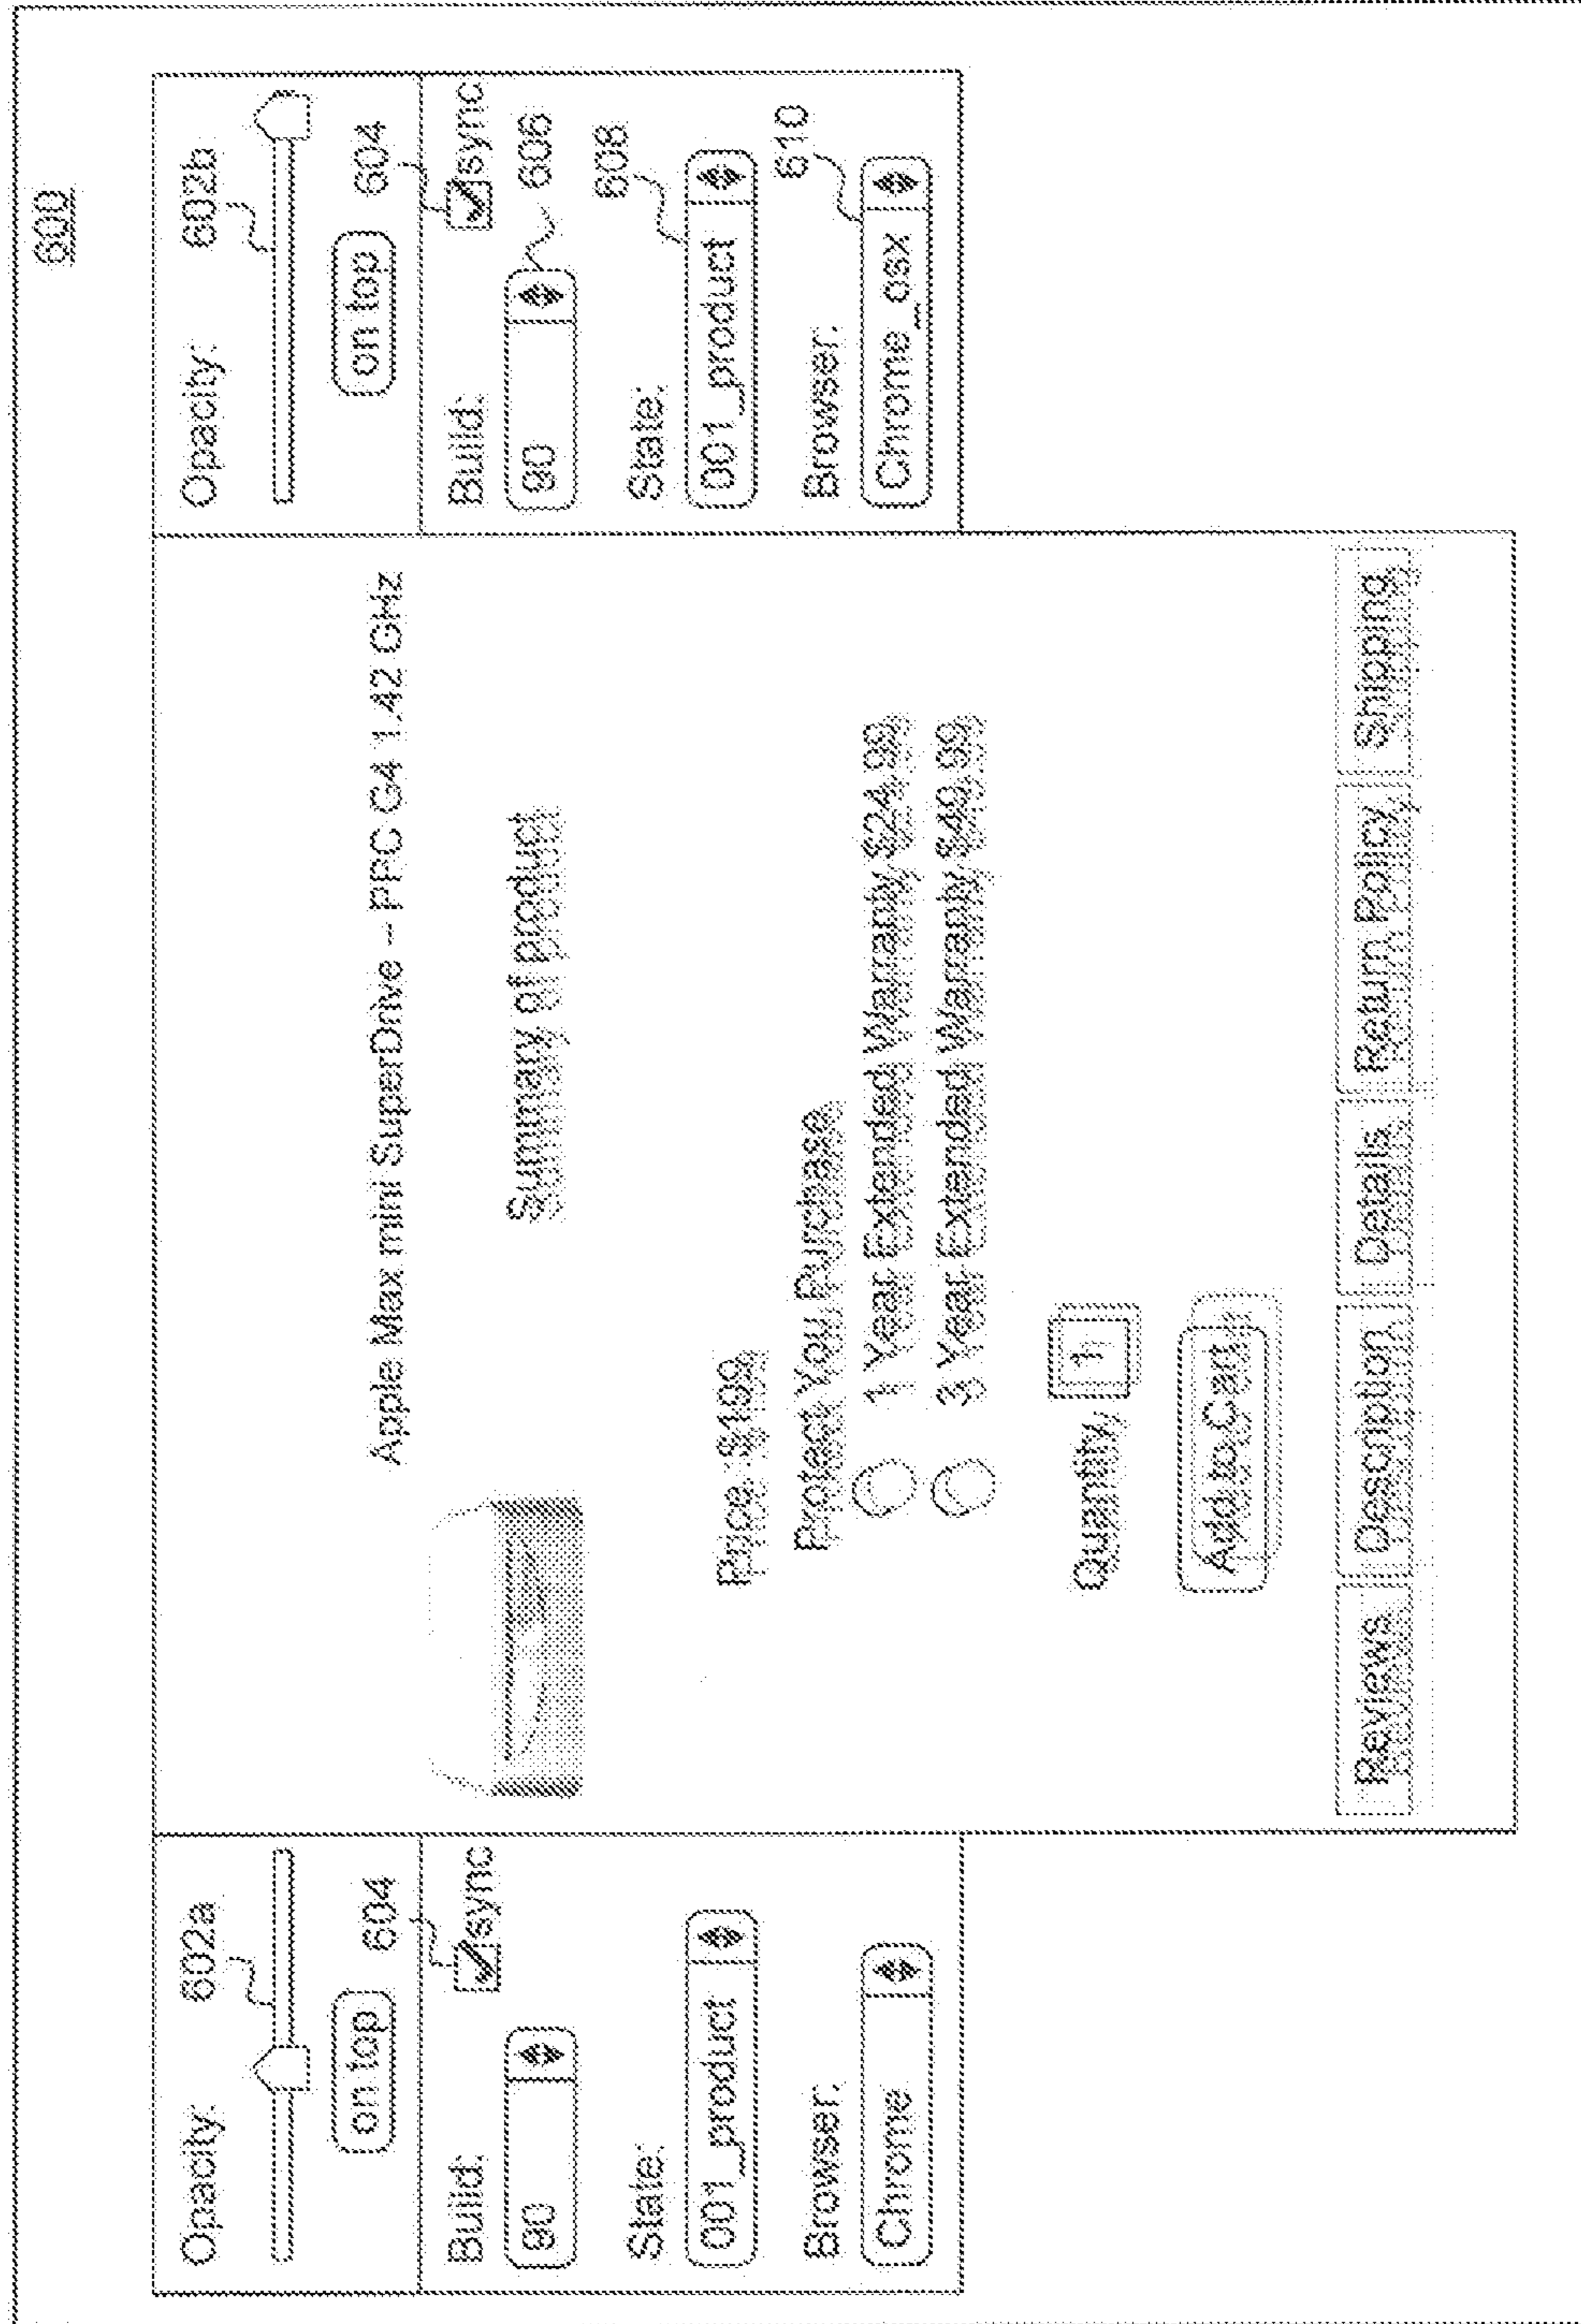 600
Opacity:
602a
on top
604
sync
Build:
90
State:
001_product
Browser:
Chrome
Apple Max mini SuperDrive -- PPC G4 1.42 GHz
Summary of product
Price: $199
Protect You Purchase
1 Year Extended Warranty $24.99
3 Year Extended Warranty $49.99
Quantity
1
Add to Cart
Reviews
Description
Details
Return Policy
Shipping
Opacity:
602b
on top
604
sync
Build:
90
606
State:
608
001_product
Browser:
610
Chrome_osx